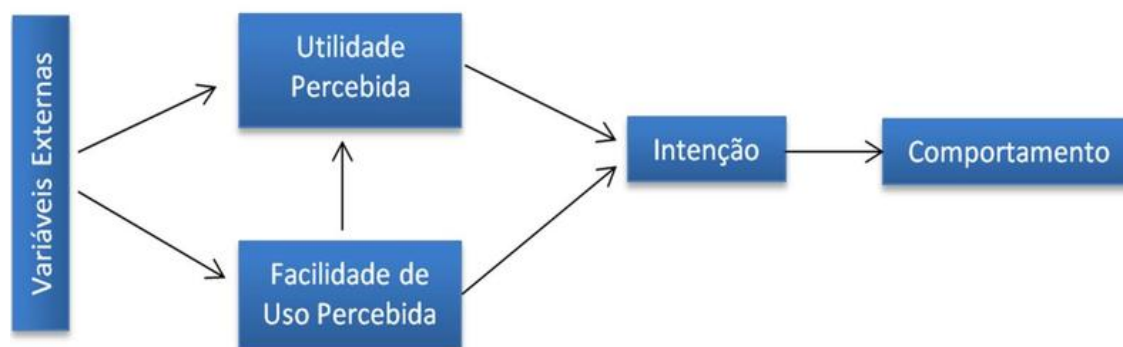 Variáveis Externas
Utilidade
Percebida
Facilidade de
Uso Percebida
Intenção
Comportamento